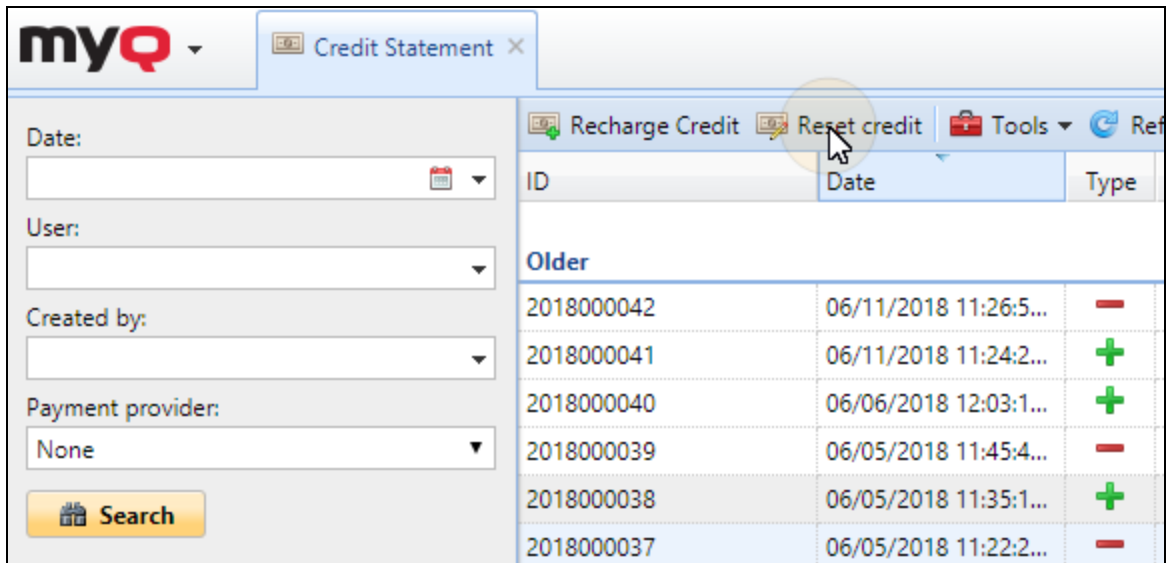 myQ
Credit Statement
Recharge Credit Reset credit Tools Ref
Date:
User:
Created by:
Payment provider:
None
Search
ID Date Type
Older
2018000042 06/11/2018 11:26:5...
2018000041 06/11/2018 11:24:2...
2018000040 06/06/2018 12:03:1...
2018000039 06/05/2018 11:45:4...
2018000038 06/05/2018 11:35:1...
2018000037 06/05/2018 11:22:2...